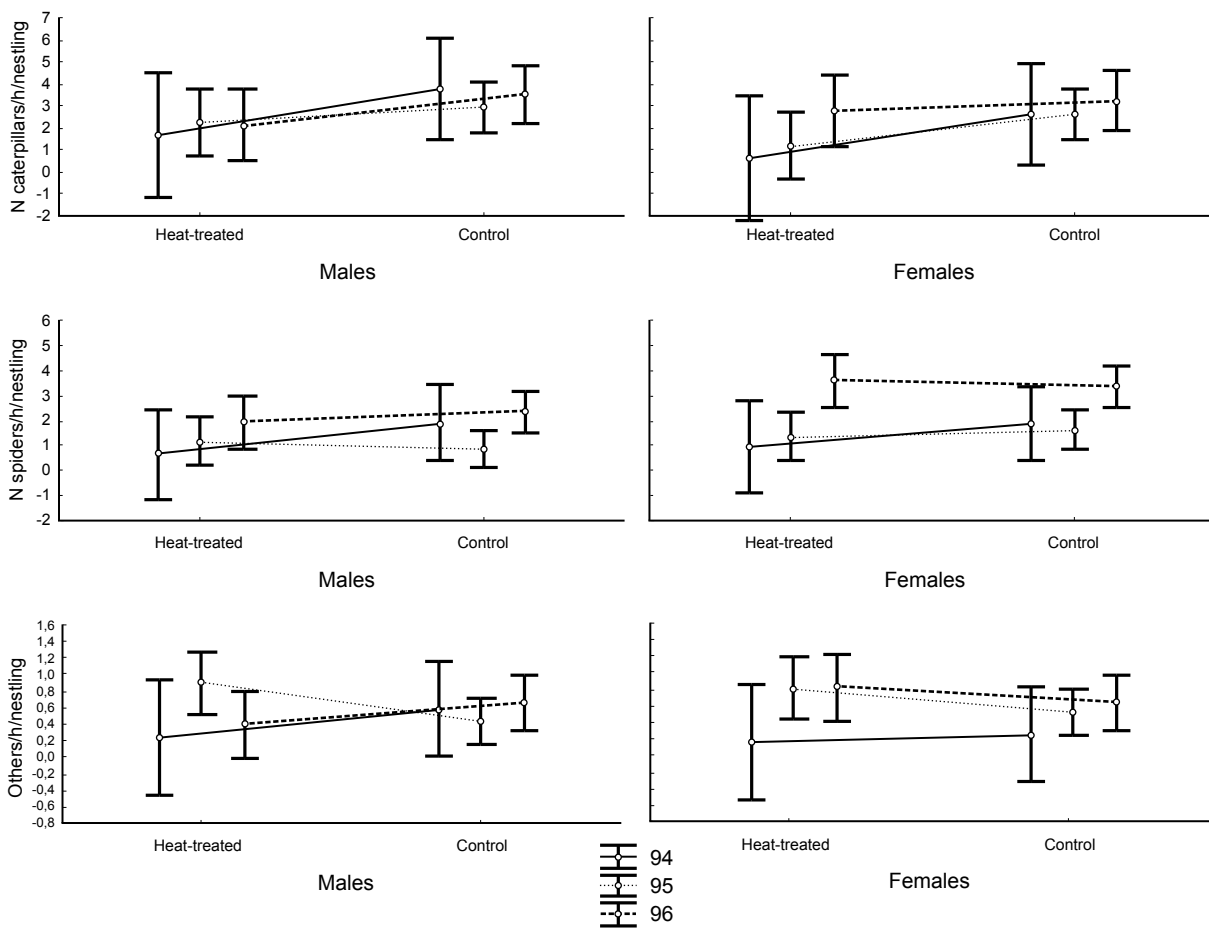 N caterpillars/h/nestling
7
6
5
4
3
2
1
0
-1
-2
Heat-treated Control
Males
Heat-treated Control
Females
N spiders/h/nestling
6
5
4
3
2
1
0
-1
-2
Heat-treated Control
Males
Heat-treated Control
Females
Others/h/nestling
1,6
1,4
1,2
1,0
0,8
0,6
0,4
0,2
0,0
-0,2
-0,4
-0,6
-0,8
Heat-treated Control
Males
Heat-treated Control
Females
94
95
96